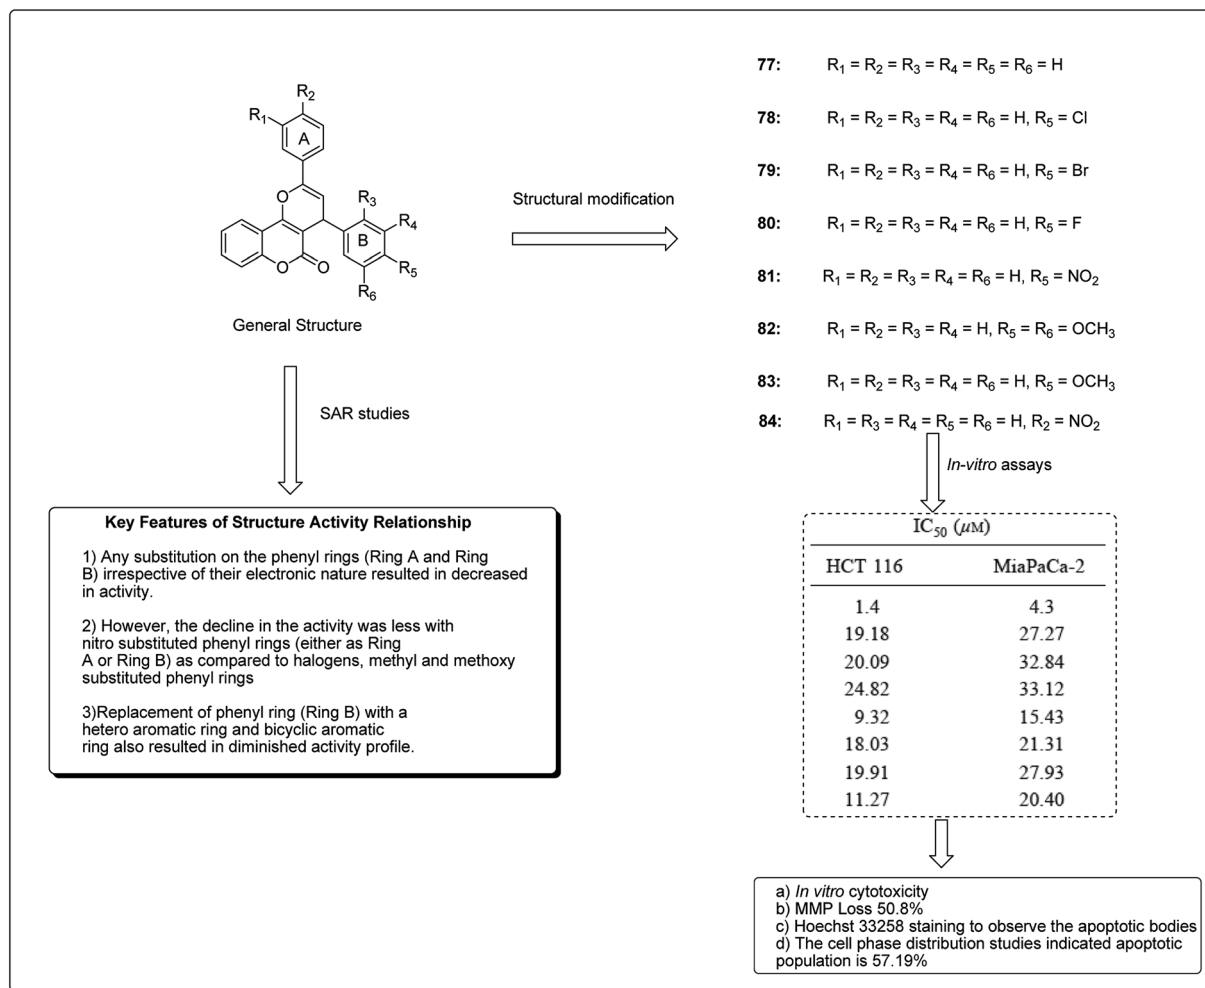 R1
R2
A
O
R3
R4
B
R5
R6
O
O
General Structure
Structural modification
77: R1 = R2 = R3 = R4 = R5 = R6 = H
78: R1 = R2 = R3 = R4 = R6 = H, R5 = Cl
79: R1 = R2 = R3 = R4 = R6 = H, R5 = Br
80: R1 = R2 = R3 = R4 = R6 = H, R5 = F
81: R1 = R2 = R3 = R4 = R6 = H, R5 = NO2
82: R1 = R2 = R3 = R4 = H, R5 = R6 = OCH3
83: R1 = R2 = R3 = R4 = R6 = H, R5 = OCH3
84: R1 = R3 = R4 = R5 = R6 = H, R2 = NO2
SAR studies
In-vitro assays
Key Features of Structure Activity Relationship
1) Any substitution on the phenyl rings (Ring A and Ring
B) irrespective of their electronic nature resulted in decreased
in activity.
2) However, the decline in the activity was less with
nitro substituted phenyl rings (either as Ring
A or Ring B) as compared to halogens, methyl and methoxy
substituted phenyl rings
3)Replacement of phenyl ring (Ring B) with a
hetero aromatic ring and bicyclic aromatic
ring also resulted in diminished activity profile.
IC50 (μM)
HCT 116 MiaPaCa-2
1.4 4.3
19.18 27.27
20.09 32.84
24.82 33.12
9.32 15.43
18.03 21.31
19.91 27.93
11.27 20.40
a) In vitro cytotoxicity
b) MMP Loss 50.8%
c) Hoechst 33258 staining to observe the apoptotic bodies
d) The cell phase distribution studies indicated apoptotic
population is 57.19%